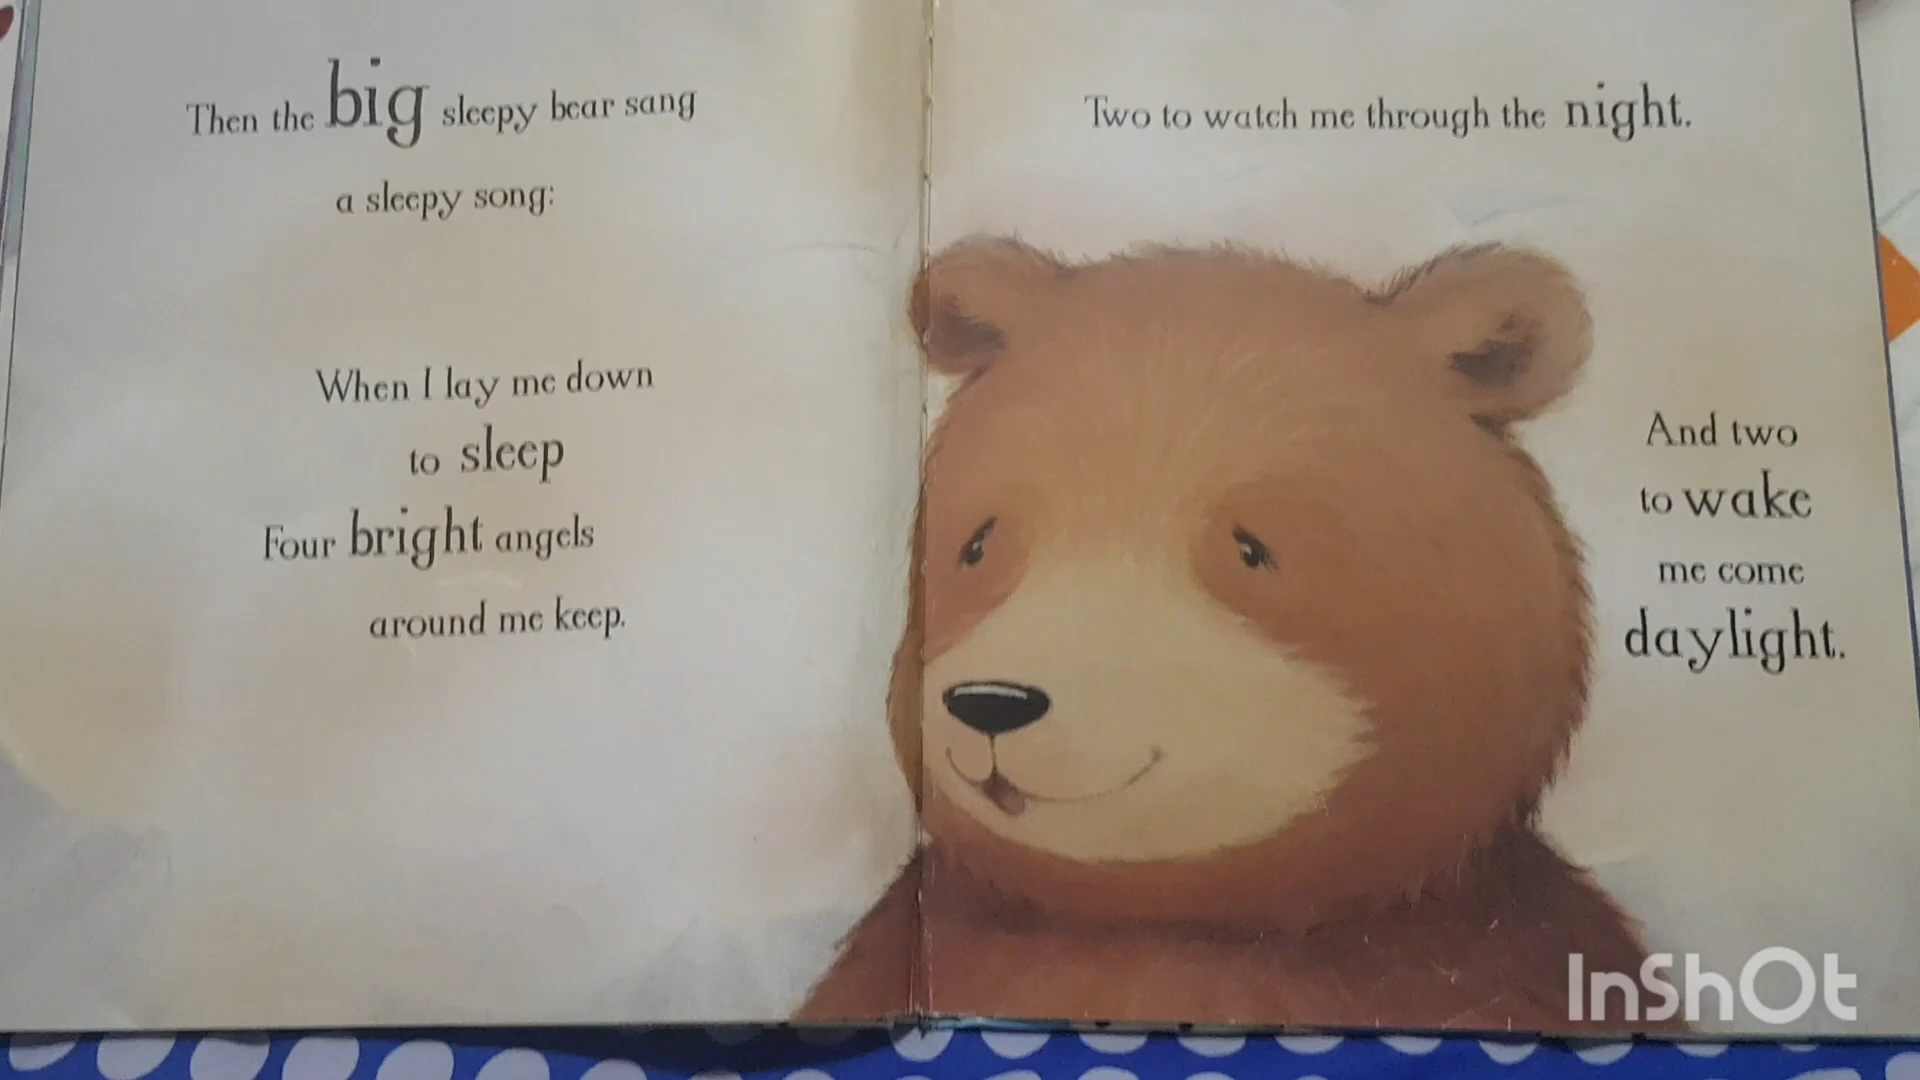 Then the big sleepy bear sang
a sleepy song:
When I lay me down
to sleep
Four bright angels
around me keep.
Two to watch me through the night.
And two
to wake
me come
daylight.
InShOt